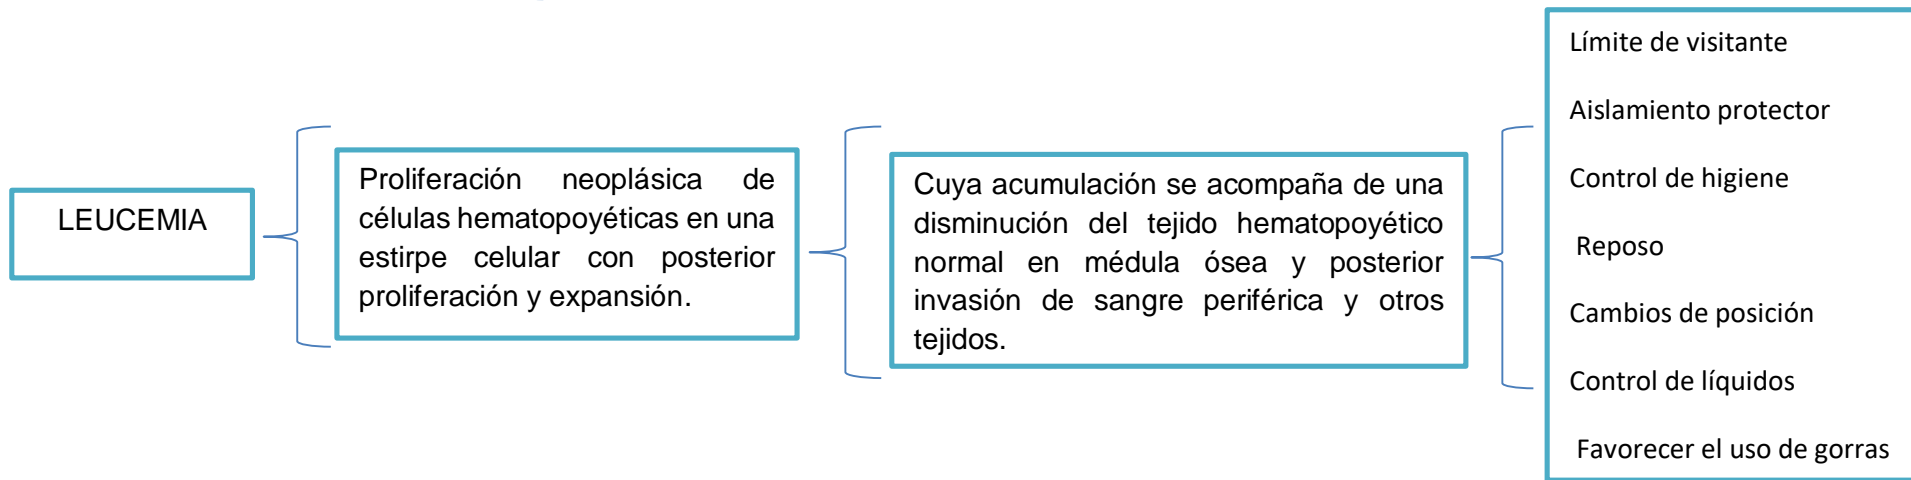 LEUCEMIA
Proliferación neoplásica de
células hematopoyéticas en una
estirpe celular con posterior
proliferación y expansión.
Cuya acumulación se acompaña de una
disminución del tejido hematopoyético
normal en médula ósea y posterior
invasión de sangre periférica y otros
tejidos.
Límite de visitante
Aislamiento protector
Control de higiene
Reposo
Cambios de posición
Control de líquidos
Favorecer el uso de gorras